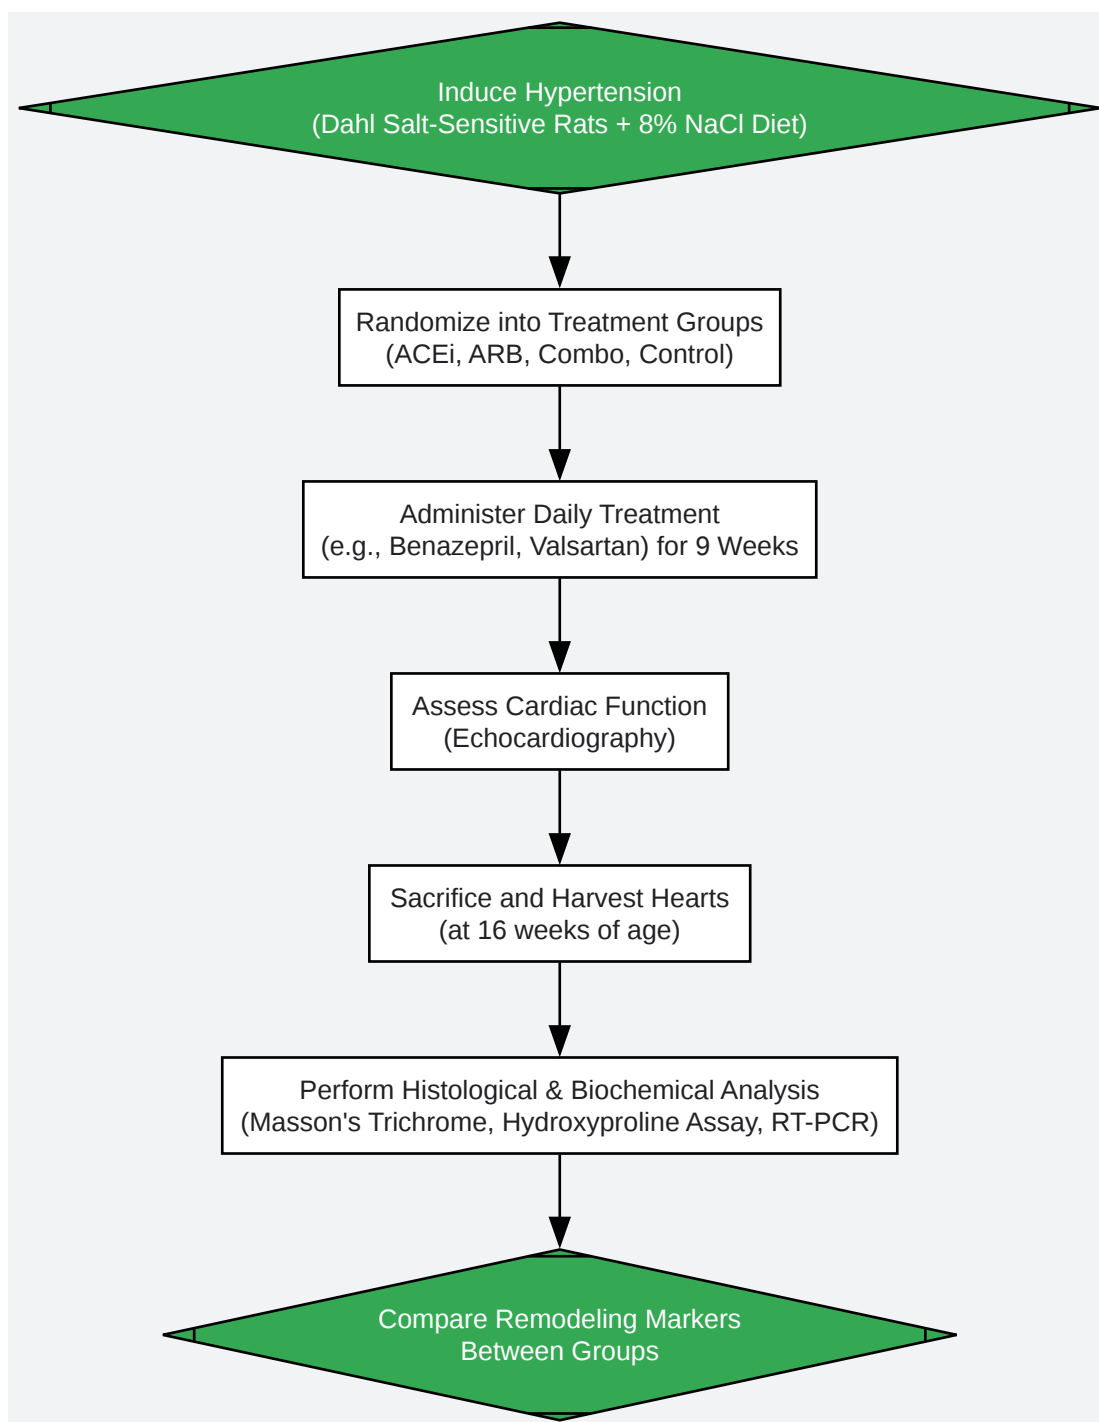 Induce Hypertension
(Dahl Salt-Sensitive Rats + 8% NaCl Diet)
Randomize into Treatment Groups
(ACEi, ARB, Combo, Control)
Administer Daily Treatment
(e.g., Benazepril, Valsartan) for 9 Weeks
Assess Cardiac Function
(Echocardiography)
Sacrifice and Harvest Hearts
(at 16 weeks of age)
Perform Histological & Biochemical Analysis
(Masson's Trichrome, Hydroxyproline Assay, RT-PCR)
Compare Remodeling Markers
Between Groups